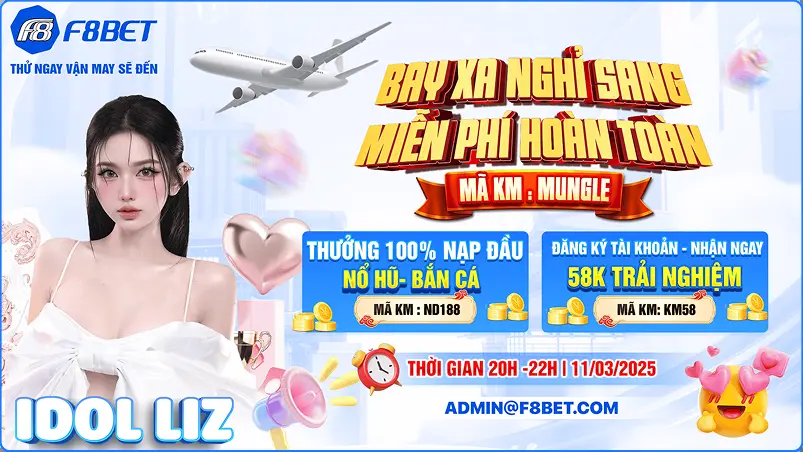 F8BET
THỬ NGAY VẬN MAY SẼ ĐẾN
BAY XA NGHỈ SANG
MIỄN PHÍ HOÀN TOÀN
MÃ KM : MUNGLE
THƯỞNG 100% NẠP ĐẦU
NỔ HŨ- BẮN CÁ
MÃ KM : ND188
ĐĂNG KÝ TÀI KHOẢN - NHẬN NGAY
58K TRẢI NGHIỆM
MÃ KM: KM58
THỜI GIAN 20H -22H | 11/03/2025
ADMIN@F8BET.COM
IDOL LIZ